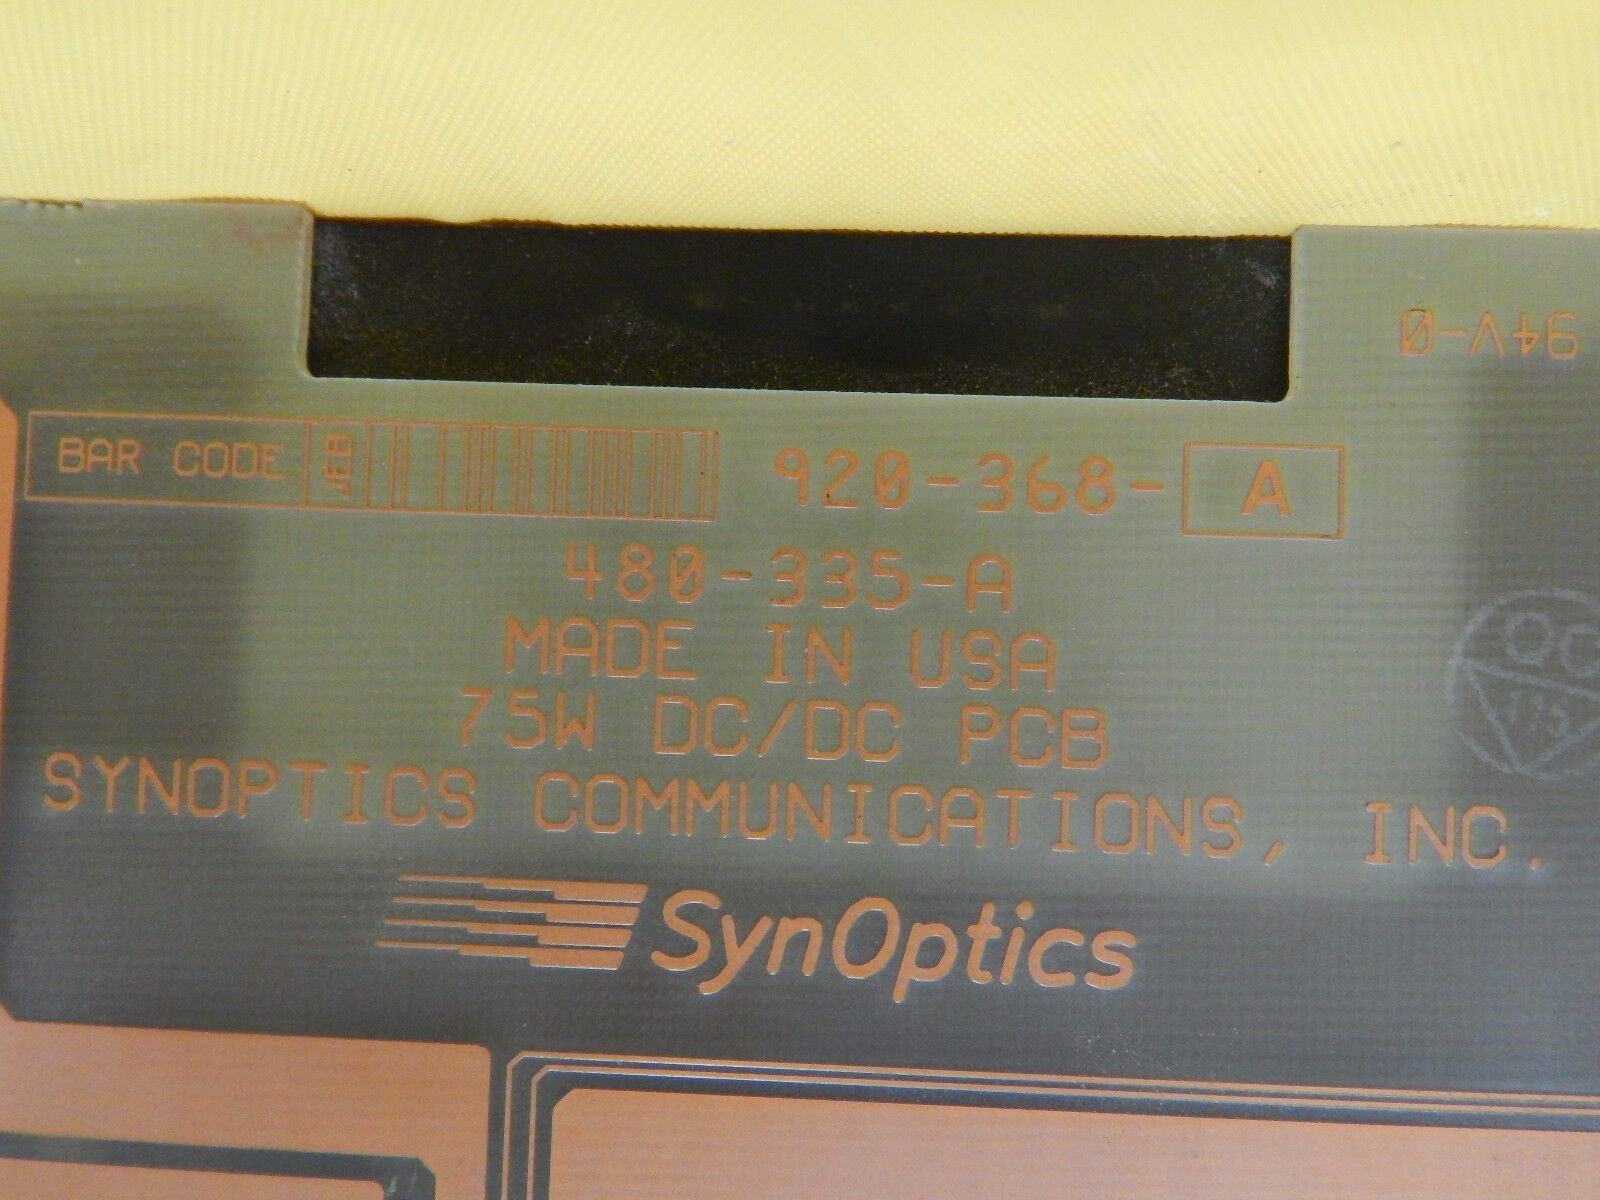 94V-0
BAR CODE JEB 920-368- A
480-335-A
MADE IN USA
75W DC/DC PCB
SYNOPTICS COMMUNICATIONS, INC.
SynOptics